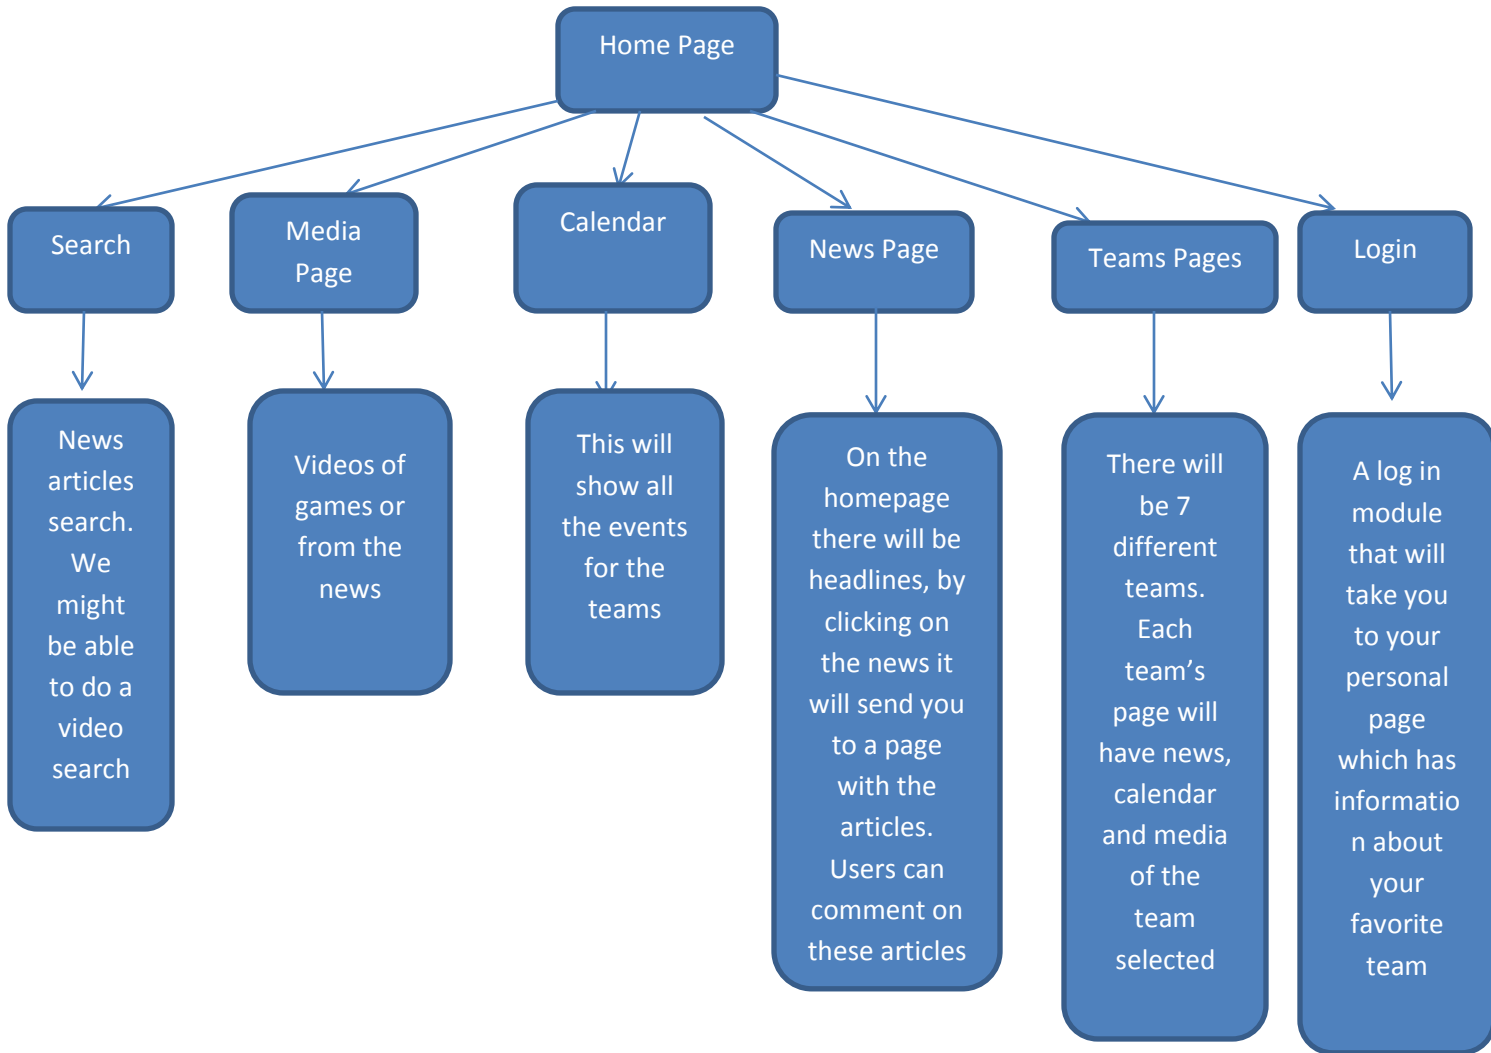 Home Page
Search
Media
Page
Calendar
News Page
Teams Pages
Login
News
articles
search.
We
might
be able
to do a
video
search
Videos of
games or
from the
news
This will
show all
the events
for the
teams
On the
homepage
there will be
headlines, by
clicking on
the news it
will send you
to a page
with the
articles.
Users can
comment on
these articles
There will
be 7
different
teams.
Each
team’s
page will
have news,
calendar
and media
of the
team
selected
A log in
module
that will
take you
to your
personal
page
which has
informatio
n about
your
favorite
team